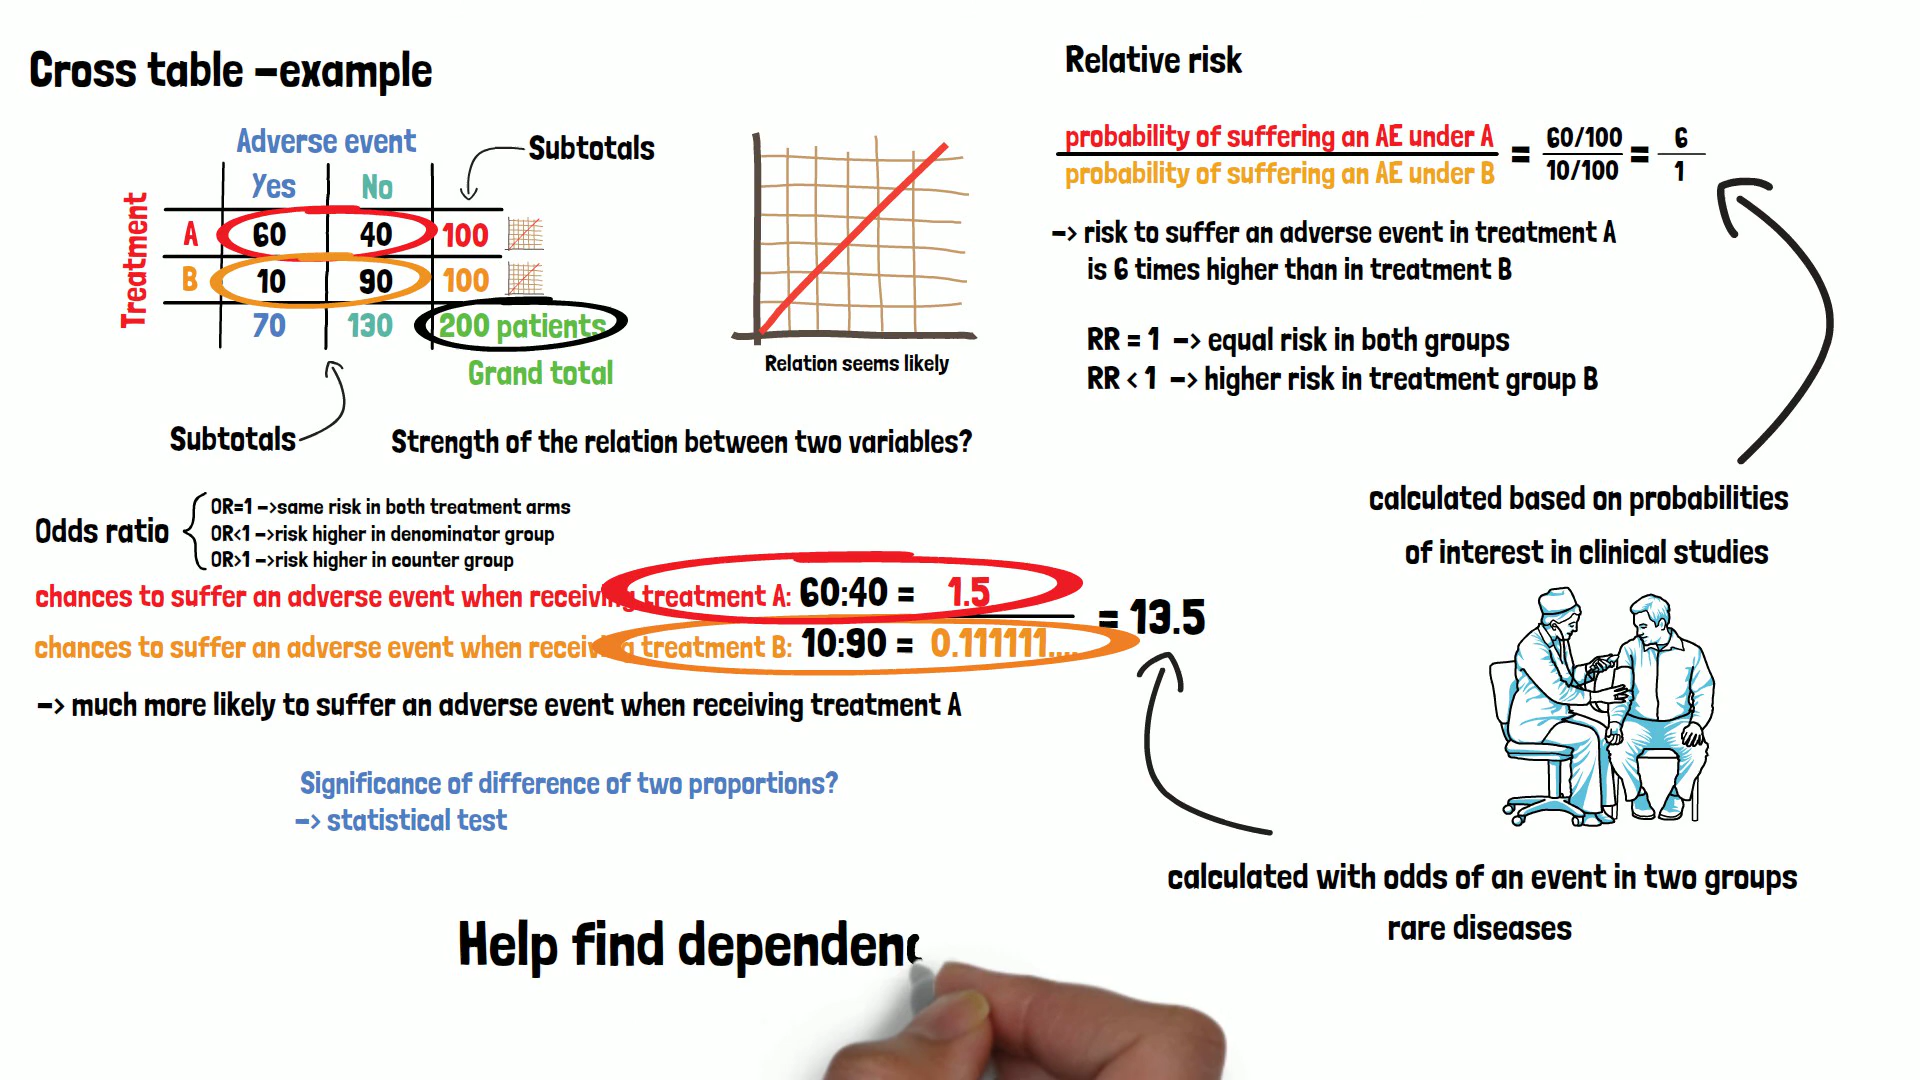 Cross table -example
Adverse event
Subtotals
Yes No
Treatment
A 60 40 100
B 10 90 100
70 130 200 patients
Grand total
Subtotals
Relation seems likely
Strength of the relation between two variables?
Odds ratio
OR=1 ->same risk in both treatment arms
OR<1 ->risk higher in denominator group
OR>1 ->risk higher in counter group
chances to suffer an adverse event when receiving treatment A: 60:40 = 1.5
chances to suffer an adverse event when receiving treatment B: 10:90 = 0.111111....
= 13.5
-> much more likely to suffer an adverse event when receiving treatment A
Significance of difference of two proportions?
-> statistical test
Relative risk
probability of suffering an AE under A
probability of suffering an AE under B
= 60/100
10/100
= 6
1
-> risk to suffer an adverse event in treatment A
is 6 times higher than in treatment B
RR = 1 -> equal risk in both groups
RR < 1 -> higher risk in treatment group B
calculated based on probabilities
of interest in clinical studies
calculated with odds of an event in two groups
rare diseases
Help find dependenc